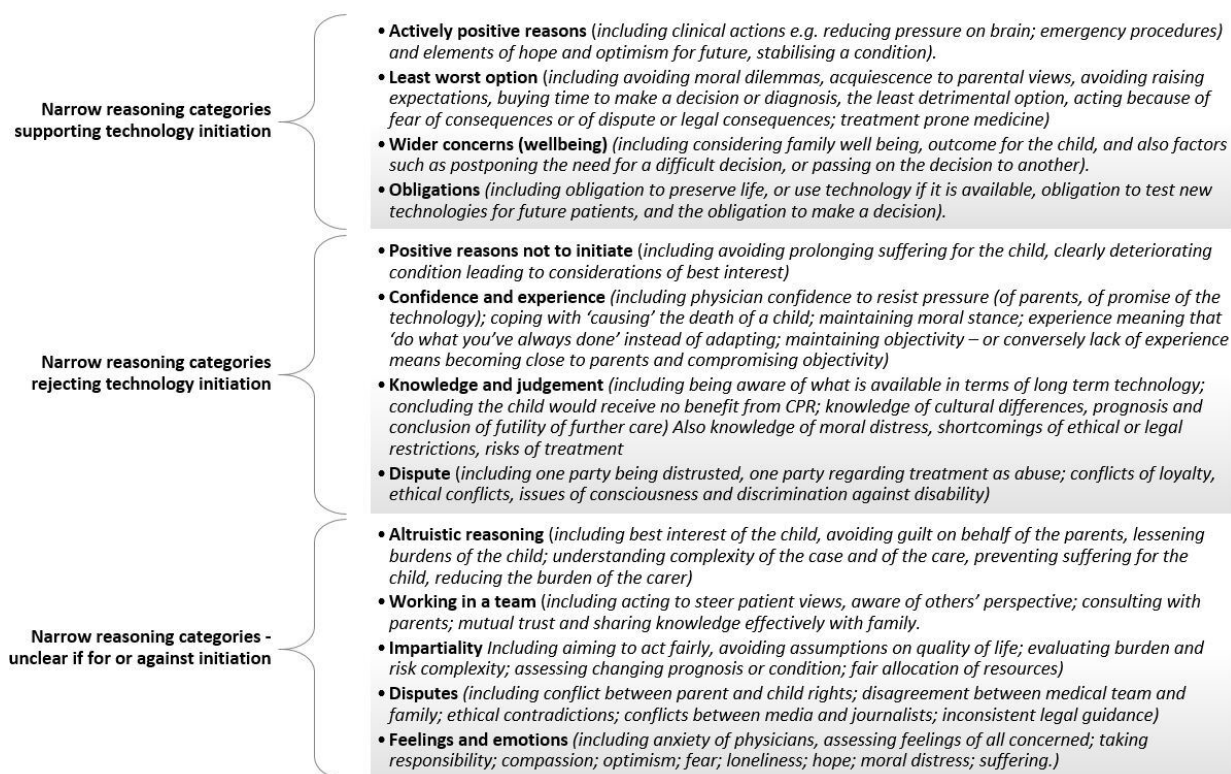 Narrow reasoning categories
supporting technology initiation
• Actively positive reasons (including clinical actions e.g. reducing pressure on brain; emergency procedures)
and elements of hope and optimism for future, stabilising a condition).
• Least worst option (including avoiding moral dilemmas, acquiescence to parental views, avoiding raising
expectations, buying time to make a decision or diagnosis, the least detrimental option, acting because of
fear of consequences or of dispute or legal consequences; treatment prone medicine)
• Wider concerns (wellbeing) (including considering family well being, outcome for the child, and also factors
such as postponing the need for a difficult decision, or passing on the decision to another).
• Obligations (including obligation to preserve life, or use technology if it is available, obligation to test new
technologies for future patients, and the obligation to make a decision).
Narrow reasoning categories
rejecting technology initiation
• Positive reasons not to initiate (including avoiding prolonging suffering for the child, clearly deteriorating
condition leading to considerations of best interest)
• Confidence and experience (including physician confidence to resist pressure (of parents, of promise of the
technology); coping with ‘causing’ the death of a child; maintaining moral stance; experience meaning that
‘do what you’ve always done’ instead of adapting; maintaining objectivity – or conversely lack of experience
means becoming close to parents and compromising objectivity)
• Knowledge and judgement (including being aware of what is available in terms of long term technology;
concluding the child would receive no benefit from CPR; knowledge of cultural differences, prognosis and
conclusion of futility of further care) Also knowledge of moral distress, shortcomings of ethical or legal
restrictions, risks of treatment
• Dispute (including one party being distrusted, one party regarding treatment as abuse; conflicts of loyalty,
ethical conflicts, issues of consciousness and discrimination against disability)
Narrow reasoning categories -
unclear if for or against initiation
• Altruistic reasoning (including best interest of the child, avoiding guilt on behalf of the parents, lessening
burdens of the child; understanding complexity of the case and of the care, preventing suffering for the
child, reducing the burden of the carer)
• Working in a team (including acting to steer patient views, aware of others’ perspective; consulting with
parents; mutual trust and sharing knowledge effectively with family.
• Impartiality Including aiming to act fairly, avoiding assumptions on quality of life; evaluating burden and
risk complexity; assessing changing prognosis or condition; fair allocation of resources)
• Disputes (including conflict between parent and child rights; disagreement between medical team and
family; ethical contradictions; conflicts between media and journalists; inconsistent legal guidance)
• Feelings and emotions (including anxiety of physicians, assessing feelings of all concerned; taking
responsibility; compassion; optimism; fear; loneliness; hope; moral distress; suffering.)